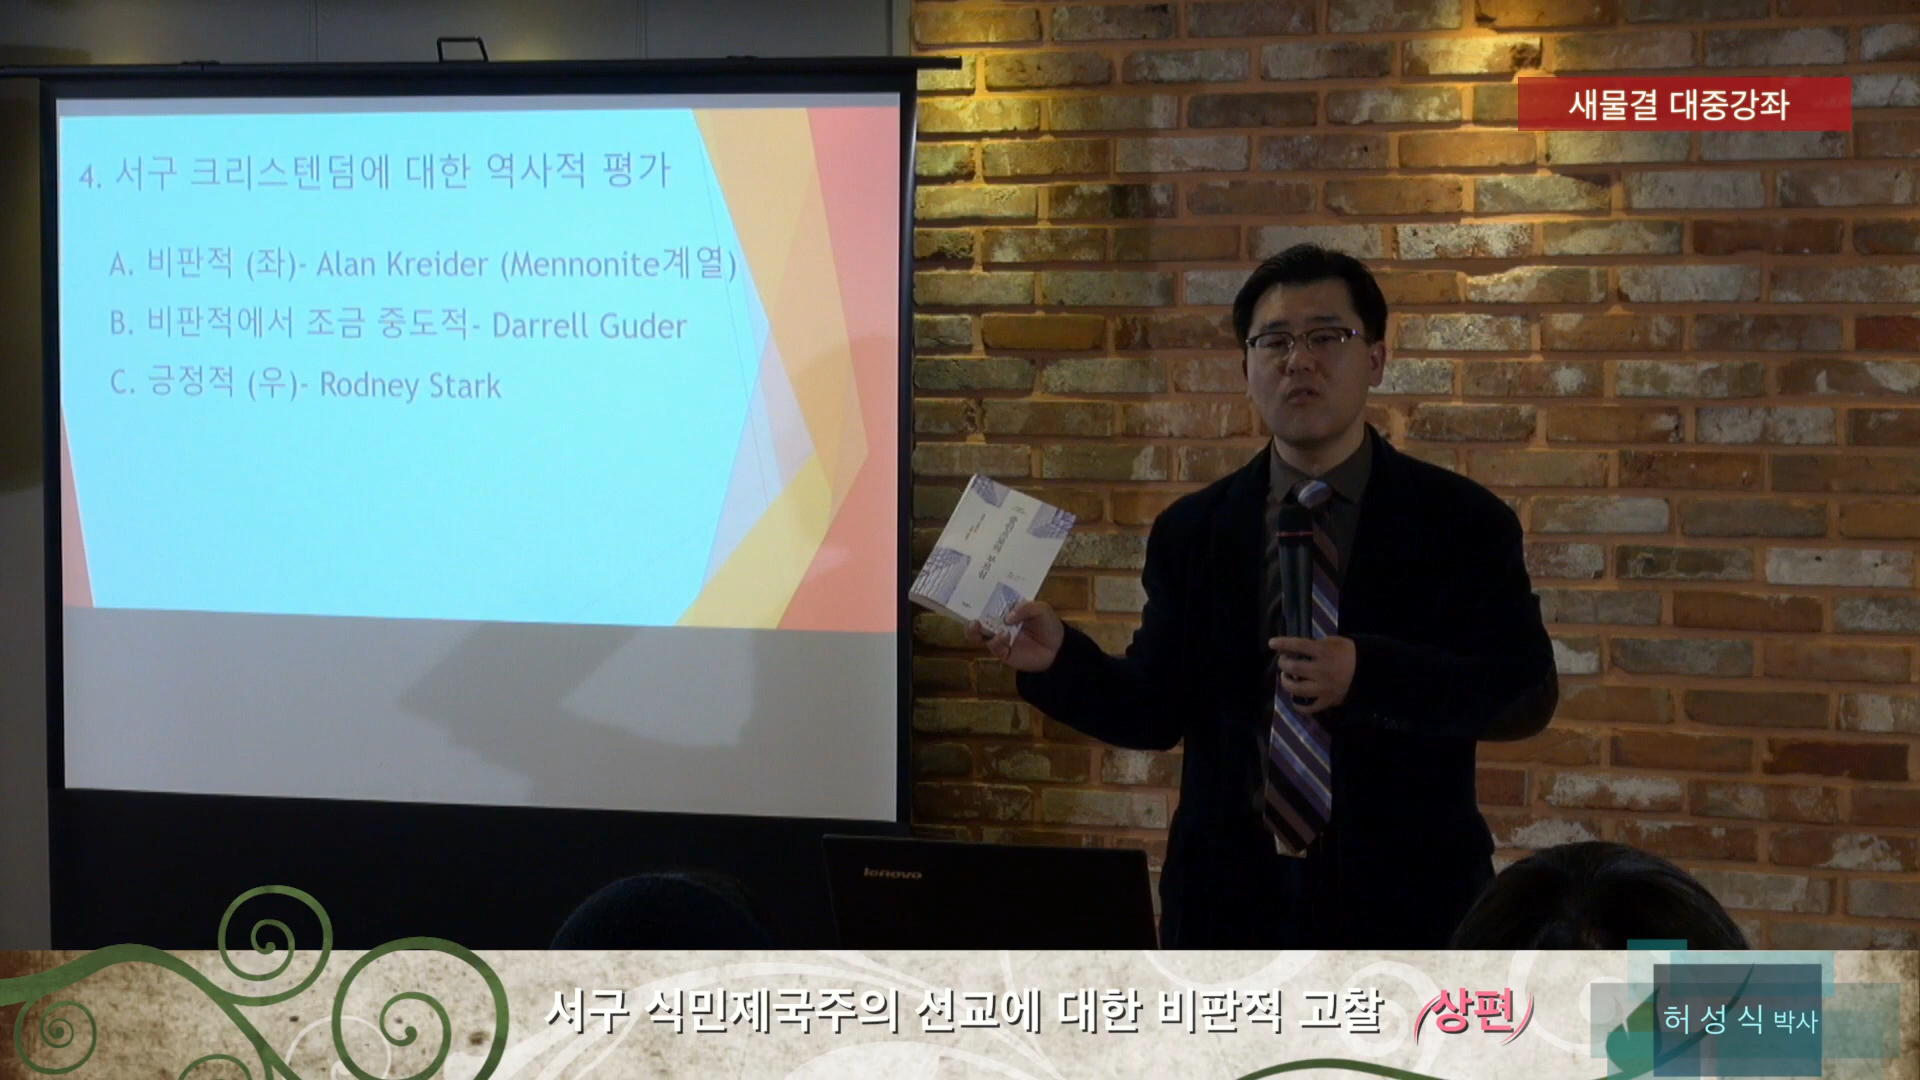 새물결 대중강좌
4. 서구 크리스텐덤에 대한 역사적 평가
A. 비판적 (좌)- Alan Kreider (Mennonite계열)
B. 비판적에서 조금 중도적- Darrell Guder
C. 긍정적 (우)- Rodney Stark
lenovo
서구 식민제국주의 선교에 대한 비판적 고찰 (상편)
허성식 박사